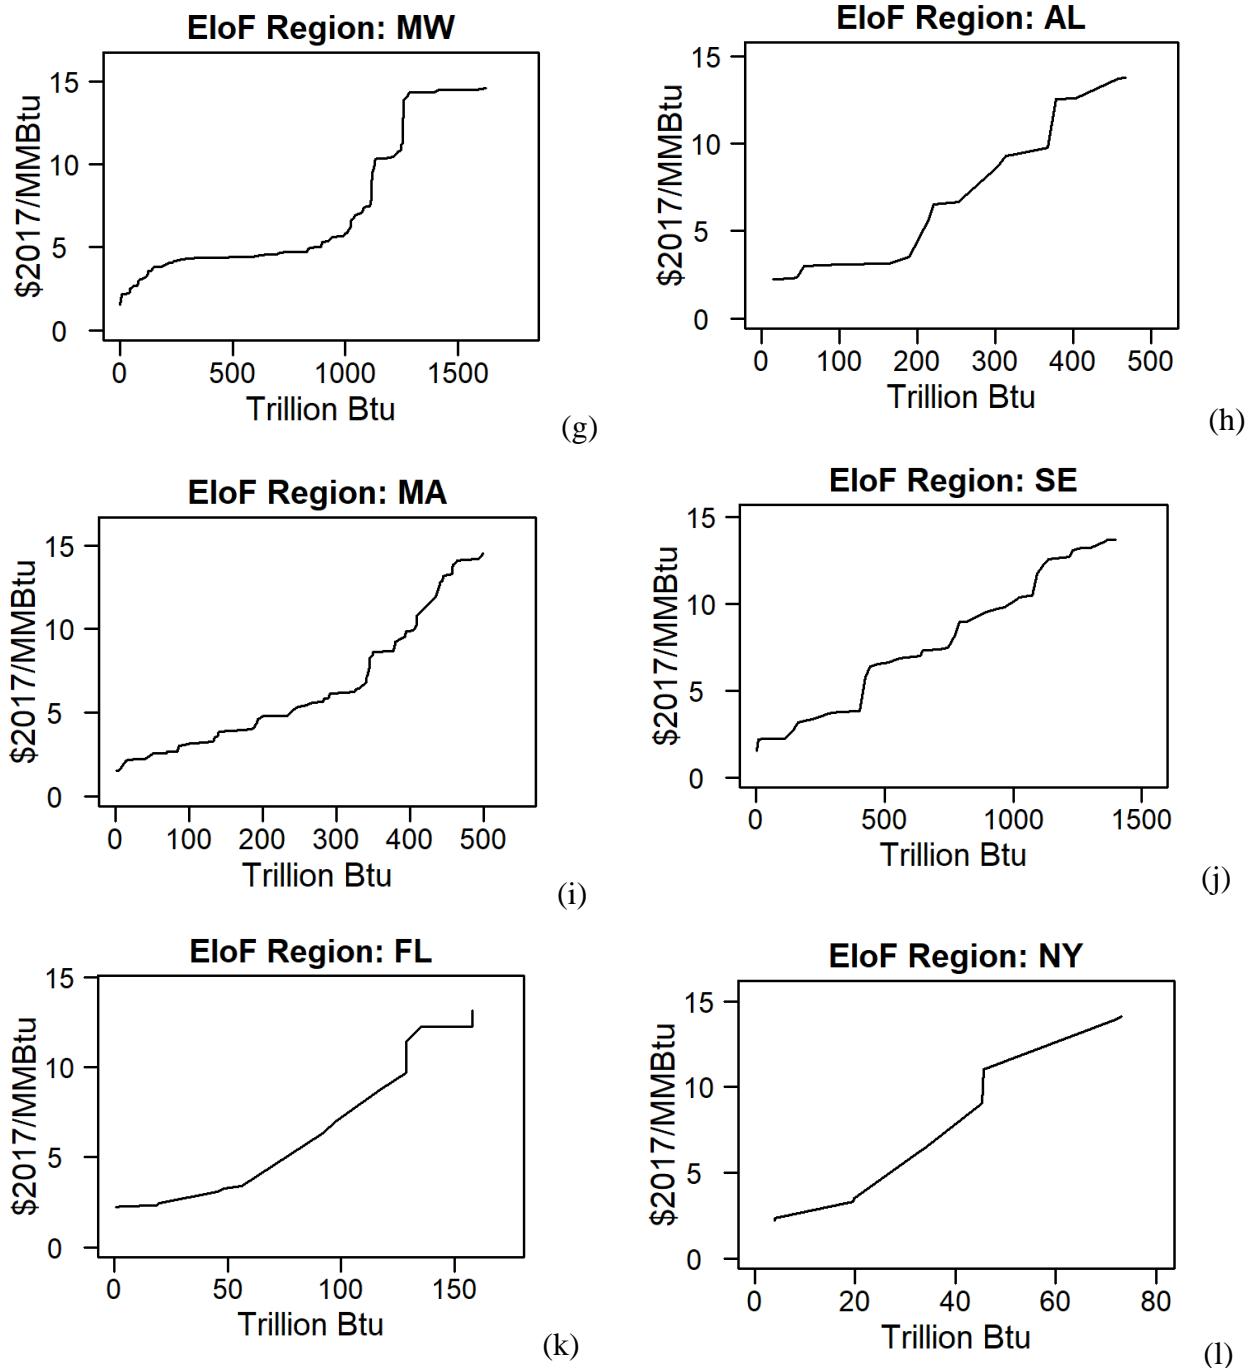 EIoF Region: MW
$2017/MMBtu
15
10
5
0
0 500 1000 1500
Trillion Btu
(g)
EIoF Region: AL
$2017/MMBtu
15
10
5
0
0 100 200 300 400 500
Trillion Btu
(h)
EIoF Region: MA
$2017/MMBtu
15
10
5
0
0 100 200 300 400 500
Trillion Btu
(i)
EIoF Region: SE
$2017/MMBtu
15
10
5
0
0 500 1000 1500
Trillion Btu
(j)
EIoF Region: FL
$2017/MMBtu
15
10
5
0
0 50 100 150
Trillion Btu
(k)
EIoF Region: NY
$2017/MMBtu
15
10
5
0
0 20 40 60 80
Trillion Btu
(l)